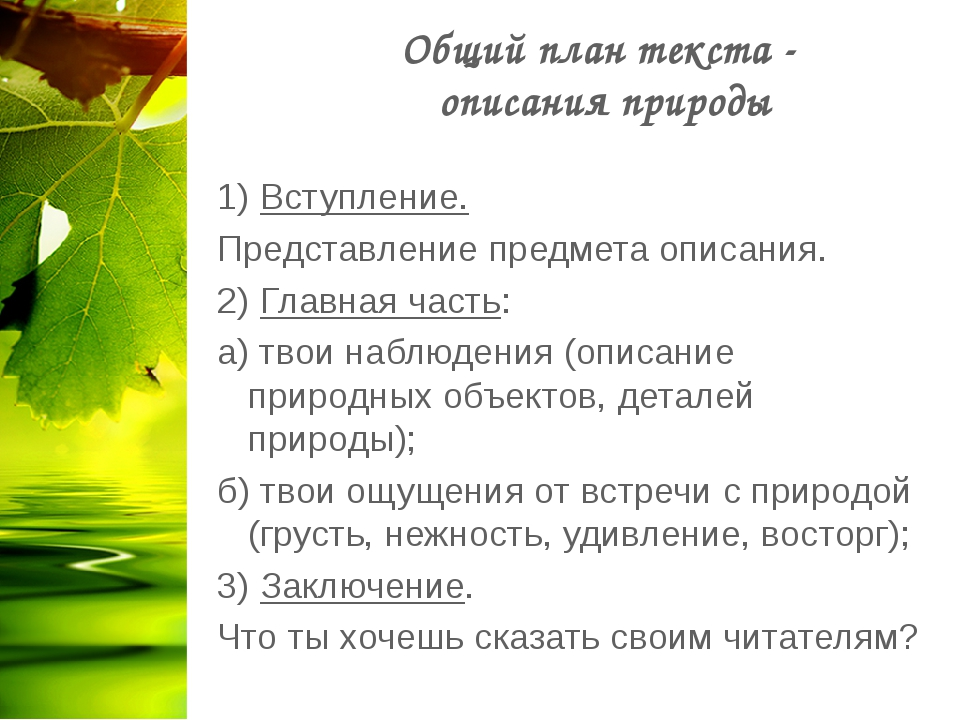 Общий план текста -
описания природы
1) Вступление.
Представление предмета описания.
2) Главная часть:
а) твои наблюдения (описание
природных объектов, деталей
природы);
б) твои ощущения от встречи с природой
(грусть, нежность, удивление, восторг);
3) Заключение.
Что ты хочешь сказать своим читателям?